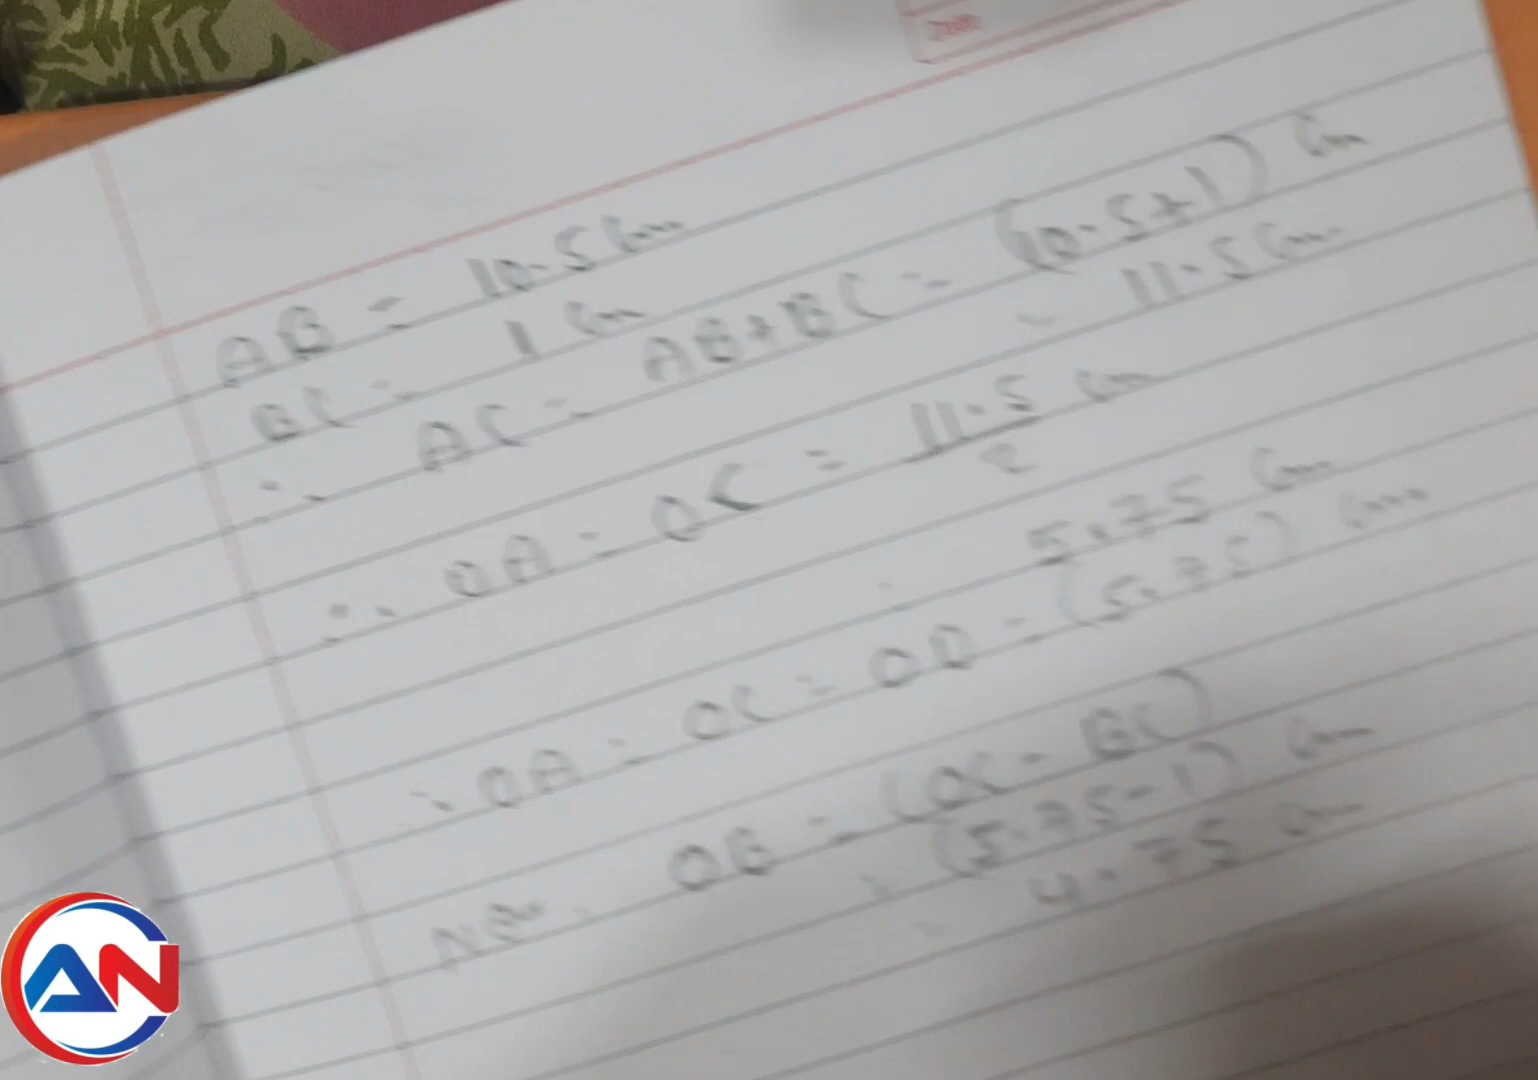 AB = 10.5 cm
BC = 1 cm
∴ AC = AB+BC = (10.5+1) cm
= 11.5 cm.
∴ OA = OC = 11.5/2 cm
= 5.75 cm
∴ OA = OC = OD = (5.75) cm
Now, OB = (OC - BC)
= (5.75-1) cm
= 4.75 cm
AN